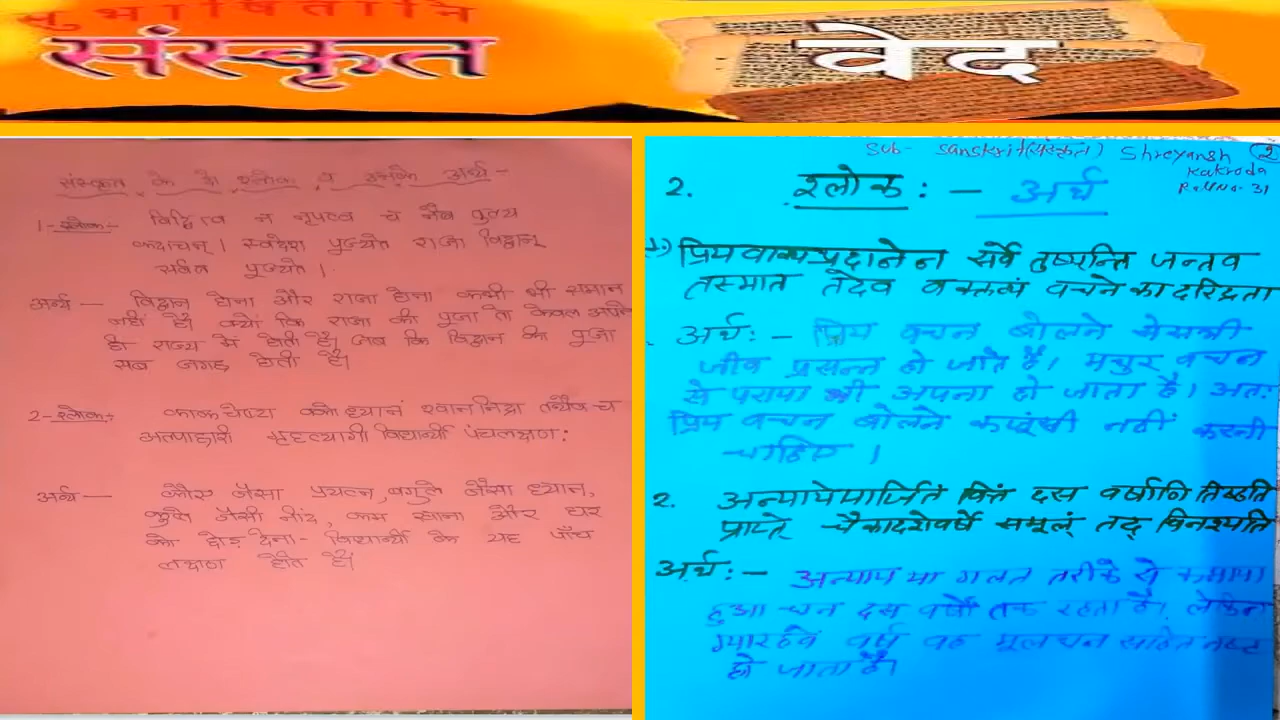 सुभाषितानि
संस्कृत
वेद
संस्कृत के दो श्लोक व उनके अर्थ -
1- श्लोक:- विद्वित्व न नृपत्व च नैव तुल्य
कदाचन्। स्वदेश पूज्यते राजा विद्वान्
सर्वत्र पूज्यते।
अर्थ - विद्वान होना और राजा होना कभी भी समान
नहीं है। क्यों कि राजा की पूजा तो केवल अपने
ही राज्य में होती है। जब कि विद्वान की पूजा
सब जगह होती है।
2- श्लोक:- काक चेष्टा वको ध्यानं श्वान निद्रा तथैव च
अल्पाहारी गृहत्यागी विद्यार्थी पंचलक्षण:
अर्थ - कौए जैसा प्रयत्न, बगुले जैसा ध्यान,
कुत्ते जैसी नींद, कम खाना और घर
को छोड़ देना- विद्यार्थी के यह पाँच
लक्षण होते हैं।
Sub- Sanskrit (संस्कृत) Shreyansh 2
Kakroda
Roll No. 31
2. श्लोक : - अर्थ
प्रियवाक्यप्रदानेन सर्वे तुष्यन्ति जन्तव
तस्मात तदेव वक्तव्यं वचने का दरिद्रता
अर्थ: - प्रिय वचन बोलने से सभी
जीव प्रसन्न हो जाते है। मधुर वचन
से पराया भी अपना हो जाता है। अत:
प्रिय वचन बोलने कंजूसी नहीं करनी
चाहिए।
2. अन्यायेपार्जितं वित्तं दस वर्षाणि तिष्ठति
प्राप्ते चैकादशेवर्षे समूलं तद् विनश्यति
अर्थ: - अन्याय या गलत तरीके से कमाया
हुआ धन दस वर्षों तक रहता है। लेकिन
ग्यारहवें वर्ष वह मूलधन सहित नष्ट
हो जाता है।